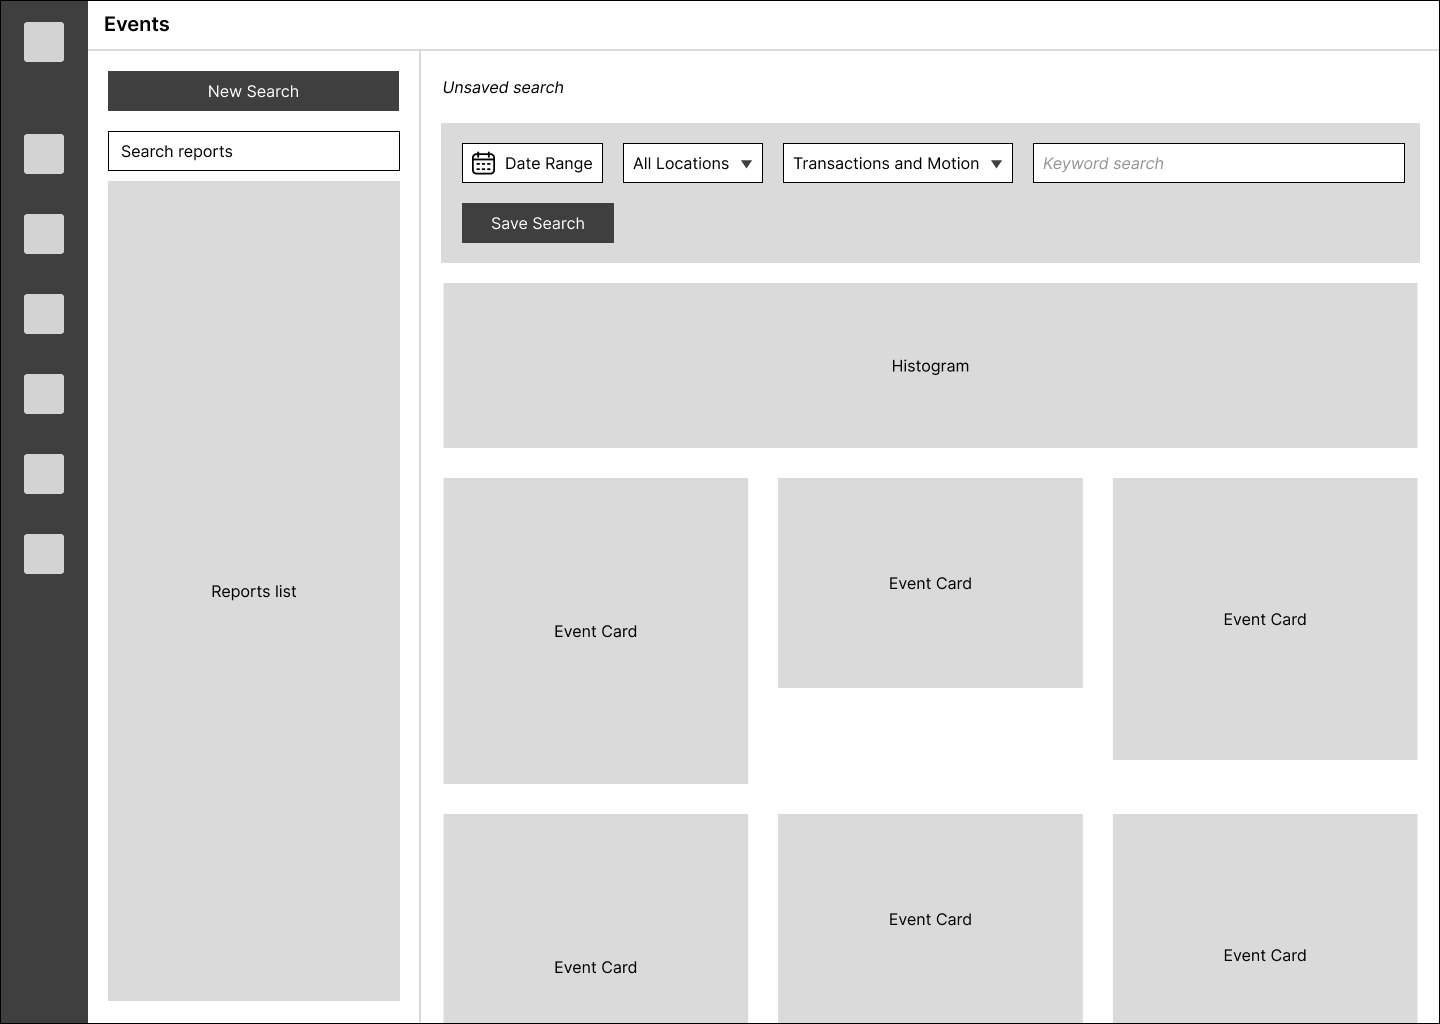 Events
New Search
Search reports
Reports list
Unsaved search
Date Range
All Locations
Transactions and Motion
Keyword search
Save Search
Histogram
Event Card
Event Card
Event Card
Event Card
Event Card
Event Card